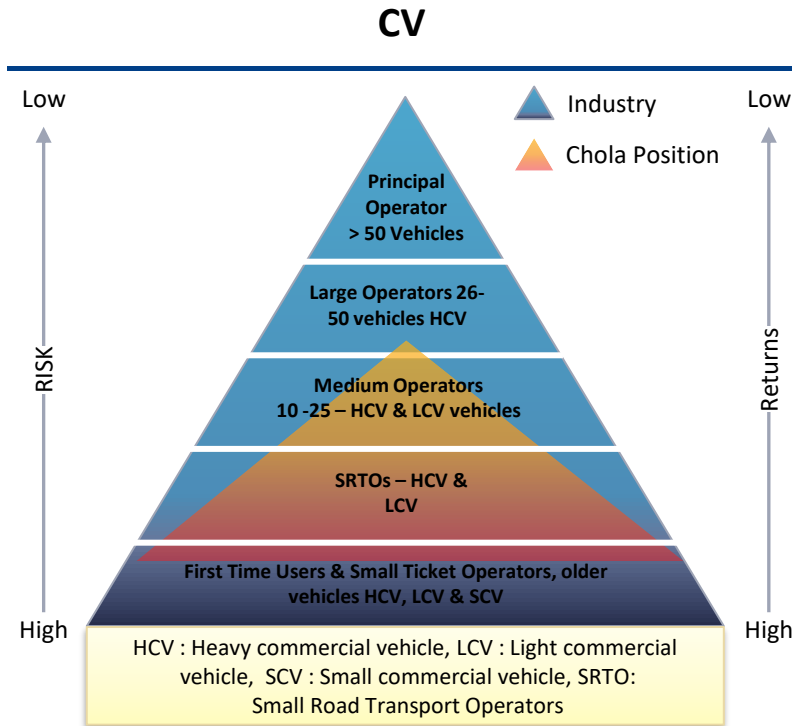 CV
Low
Low
Industry
Chola Position
Principal
Operator
> 50 Vehicles
Large Operators 26-
50 vehicles HCV
RISK
Returns
Medium Operators
10 -25 – HCV & LCV vehicles
SRTOs – HCV &
LCV
First Time Users & Small Ticket Operators, older
vehicles HCV, LCV & SCV
High
High
HCV : Heavy commercial vehicle, LCV : Light commercial
vehicle, SCV : Small commercial vehicle, SRTO:
Small Road Transport Operators